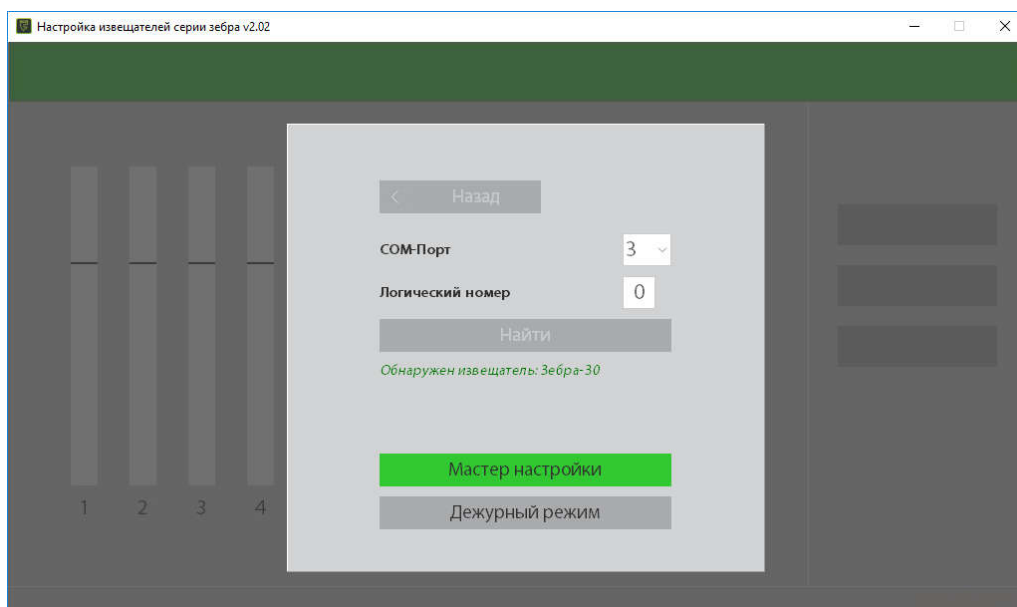 Настройка извещателей серии зебра v2.02
Назад
COM-Порт 3
Логический номер 0
Найти
Обнаружен извещатель: Зебра-30
Мастер настройки
Дежурный режим
1 2 3 4